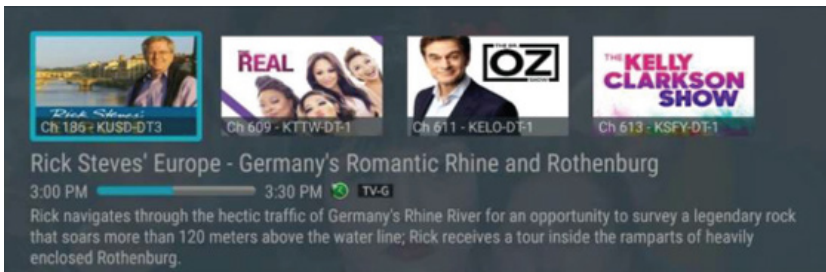 Rick Steves'
THE REAL
THE DR.
OZ
SHOW
THE KELLY
CLARKSON
SHOW
Ch 186 - KUSD-DT3
Ch 609 - KTTW-DT-1
Ch 611 - KELO-DT-1
Ch 613 - KSFY-DT-1
Rick Steves' Europe - Germany's Romantic Rhine and Rothenburg
3:00 PM 3:30 PM TV-G
Rick navigates through the hectic traffic of Germany's Rhine River for an opportunity to survey a legendary rock
that soars more than 120 meters above the water line; Rick receives a tour inside the ramparts of heavily
enclosed Rothenburg.